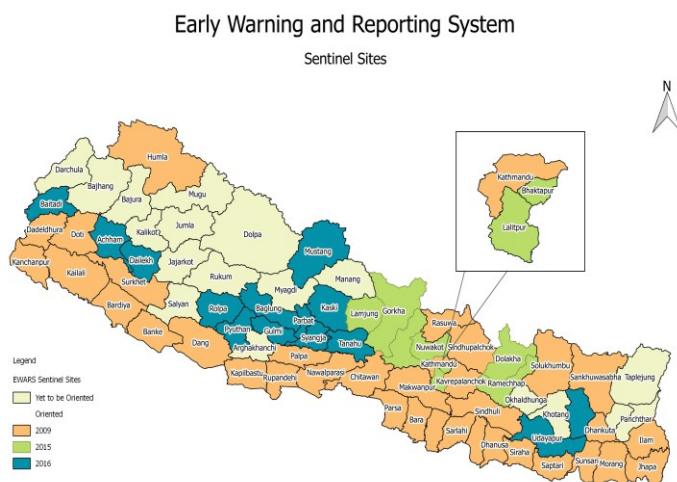 Early Warning and Reporting System
Sentinel Sites
N
Kathmandu
Bhaktapur
Lalitpur
Humla
Darchula
Bajhang
Bajura
Mugu
Baitadi
Dadeldhura
Doti
Achham
Kalikot
Jumla
Dolpa
Mustang
Kanchanpur
Kailali
Dailekh
Jajarkot
Surkhet
Rukum
Myagdi
Manang
Bardiya
Salyan
Rolpa
Baglung
Parbat
Kaski
Lamjung
Gorkha
Rasuwa
Banke
Dang
Pyuthan
Gulmi
Syangja
Tanahu
Nuwakot
Sindhupalchok
Dolakha
Arghakhanchi
Palpa
Kathmandu
Solukhumbu
Sankhuwasabha
Taplejung
Kapilbastu
Rupandehi
Nawalparasi
Chitawan
Makwanpur
Kavrepalanchok
Ramechhap
Okhaldhunga
Khotang
Panchthar
Parsa
Bara
Sarlahi
Sindhuli
Dhanusa
Siraha
Udayapur
Dhankuta
Ilam
Saptari
Sunsari
Morang
Jhapa
Legend
EWARS Sentinel Sites
Yet to be Oriented
Oriented
2009
2015
2016